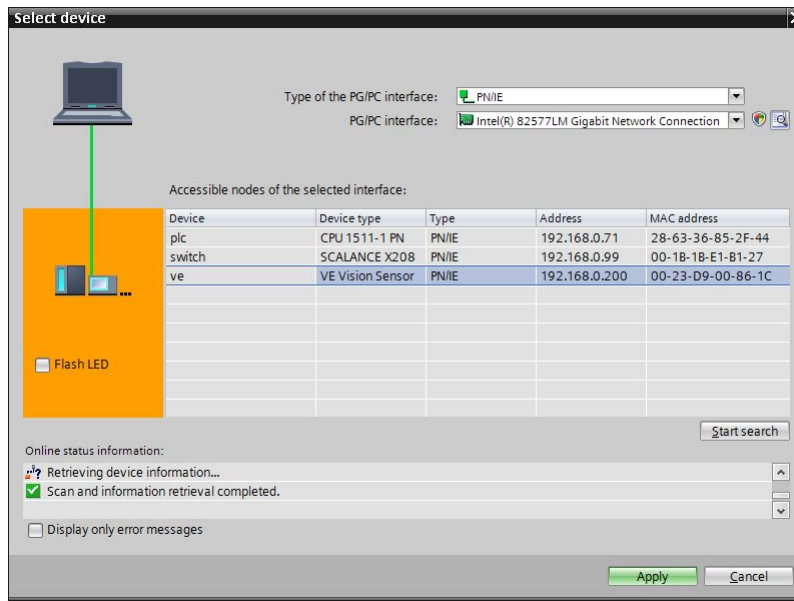 Select device
Type of the PG/PC interface: PN/IE
PG/PC interface: Intel(R) 82577LM Gigabit Network Connection
Accessible nodes of the selected interface:
Device Device type Type Address MAC address
plc CPU 1511-1 PN PN/IE 192.168.0.71 28-63-36-85-2F-44
switch SCALANCE X208 PN/IE 192.168.0.99 00-1B-1B-E1-B1-27
ve VE Vision Sensor PN/IE 192.168.0.200 00-23-D9-00-86-1C
Flash LED
Start search
Online status information:
Retrieving device information...
Scan and information retrieval completed.
Display only error messages
Apply Cancel